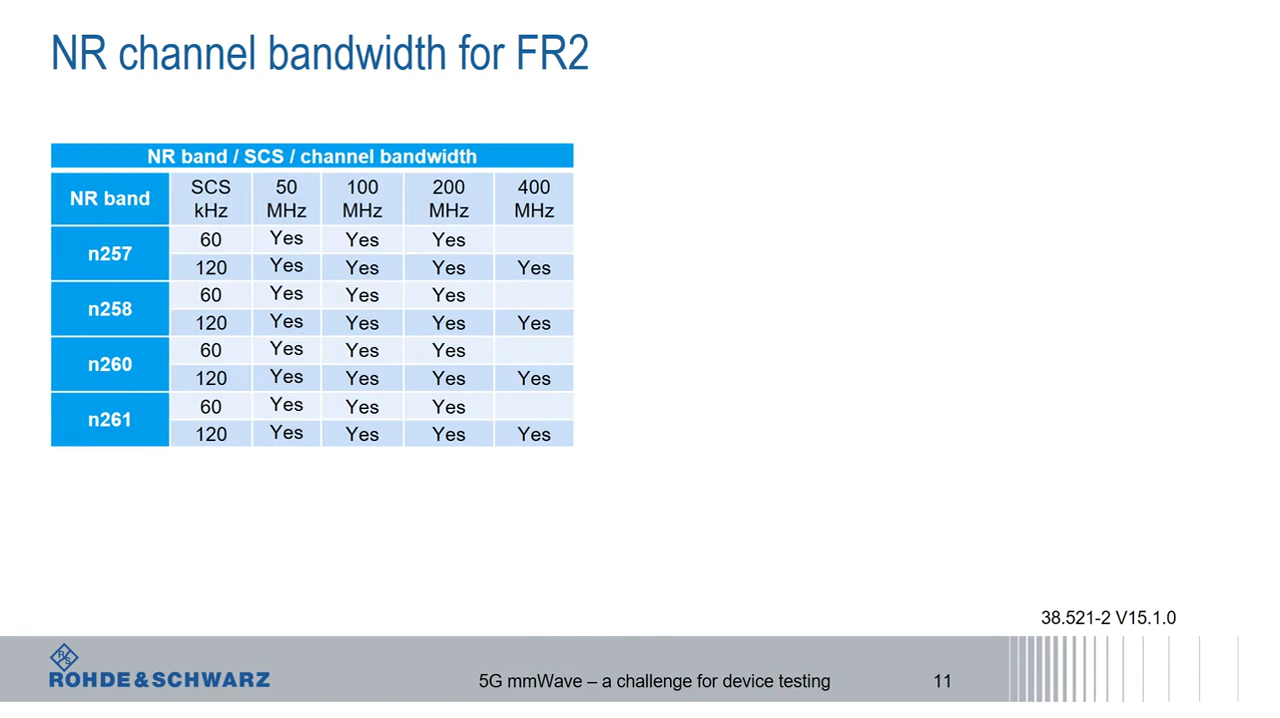 NR channel bandwidth for FR2
NR band / SCS / channel bandwidth
NR band SCS kHz 50 MHz 100 MHz 200 MHz 400 MHz
n257 60 Yes Yes Yes
120 Yes Yes Yes Yes
n258 60 Yes Yes Yes
120 Yes Yes Yes Yes
n260 60 Yes Yes Yes
120 Yes Yes Yes Yes
n261 60 Yes Yes Yes
120 Yes Yes Yes Yes
38.521-2 V15.1.0
R S
ROHDE&SCHWARZ
5G mmWave – a challenge for device testing
11